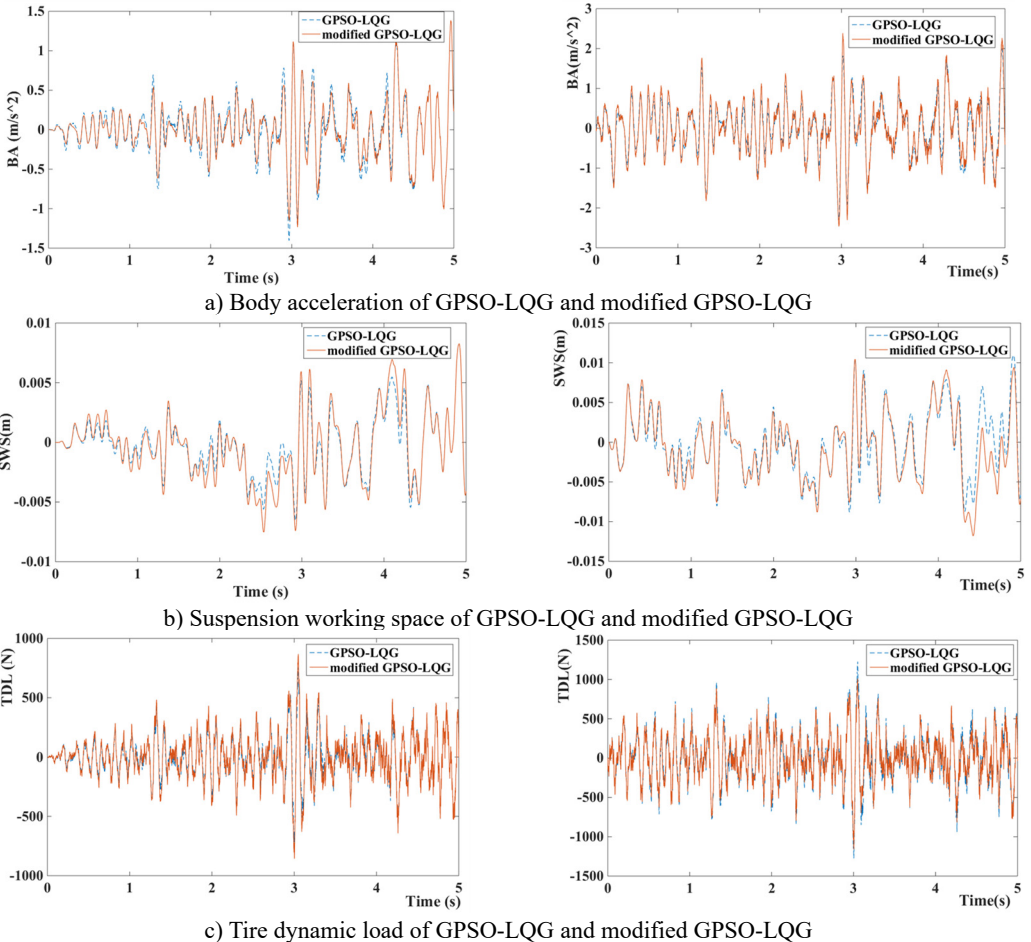 1.5
1
0.5
0
-0.5
-1
-1.5
BA (m/s^2)
GPSO-LQG
modified GPSO-LQG
0 1 2 3 4 5
Time (s)
3
2
1
0
-1
-2
-3
BA(m/s^2)
GPSO-LQG
modified GPSO-LQG
0 1 2 3 4 5
Time(s)
a) Body acceleration of GPSO-LQG and modified GPSO-LQG
0.01
0.005
0
-0.005
-0.01
SWS(m)
GPSO-LQG
modified GPSO-LQG
0 1 2 3 4 5
Time (s)
0.015
0.01
0.005
0
-0.005
-0.01
-0.015
SWS(m)
GPSO-LQG
midified GPSO-LQG
0 1 2 3 4 5
Time(s)
b) Suspension working space of GPSO-LQG and modified GPSO-LQG
1000
500
0
-500
-1000
TDL (N)
GPSO-LQG
modified GPSO-LQG
0 1 2 3 4 5
Time (s)
1500
1000
500
0
-500
-1000
-1500
TDL(N)
GPSO-LQG
modified GPSO-LQG
0 1 2 3 4 5
Time(s)
c) Tire dynamic load of GPSO-LQG and modified GPSO-LQG